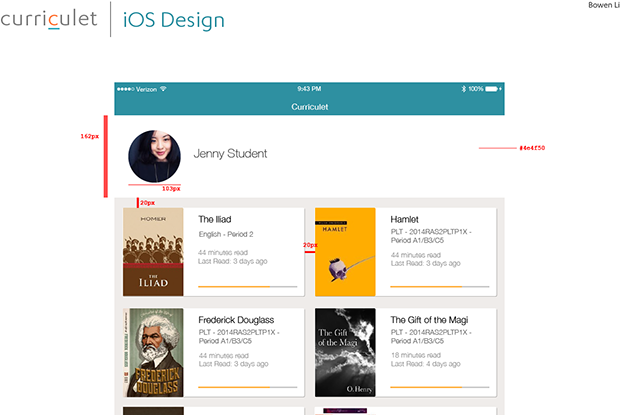 curriculet | iOS Design
Bowen Li
Verizon
9:43 PM
100%
Curriculet
162px
Jenny Student
#4e4f50
103px
20px
HOMER
THE
ILIAD
The Iliad
English - Period 2
44 minutes read
Last Read: 3 days ago
20px
HAMLET
Hamlet
PLT - 2014RAS2PLTP1X -
Period A1/B3/C5
44 minutes read
Last Read: 3 days ago
FREDERICK
DOUGLASS
Frederick Douglass
PLT - 2014RAS2PLTP1X -
Period A1/B3/C5
44 minutes read
Last Read: 3 days ago
The Gift of
the Magi
O. Henry
The Gift of the Magi
PLT - 2014RAS2PLTP1X -
Period A1/B3/C5
18 minutes read
Last Read: 4 days ago